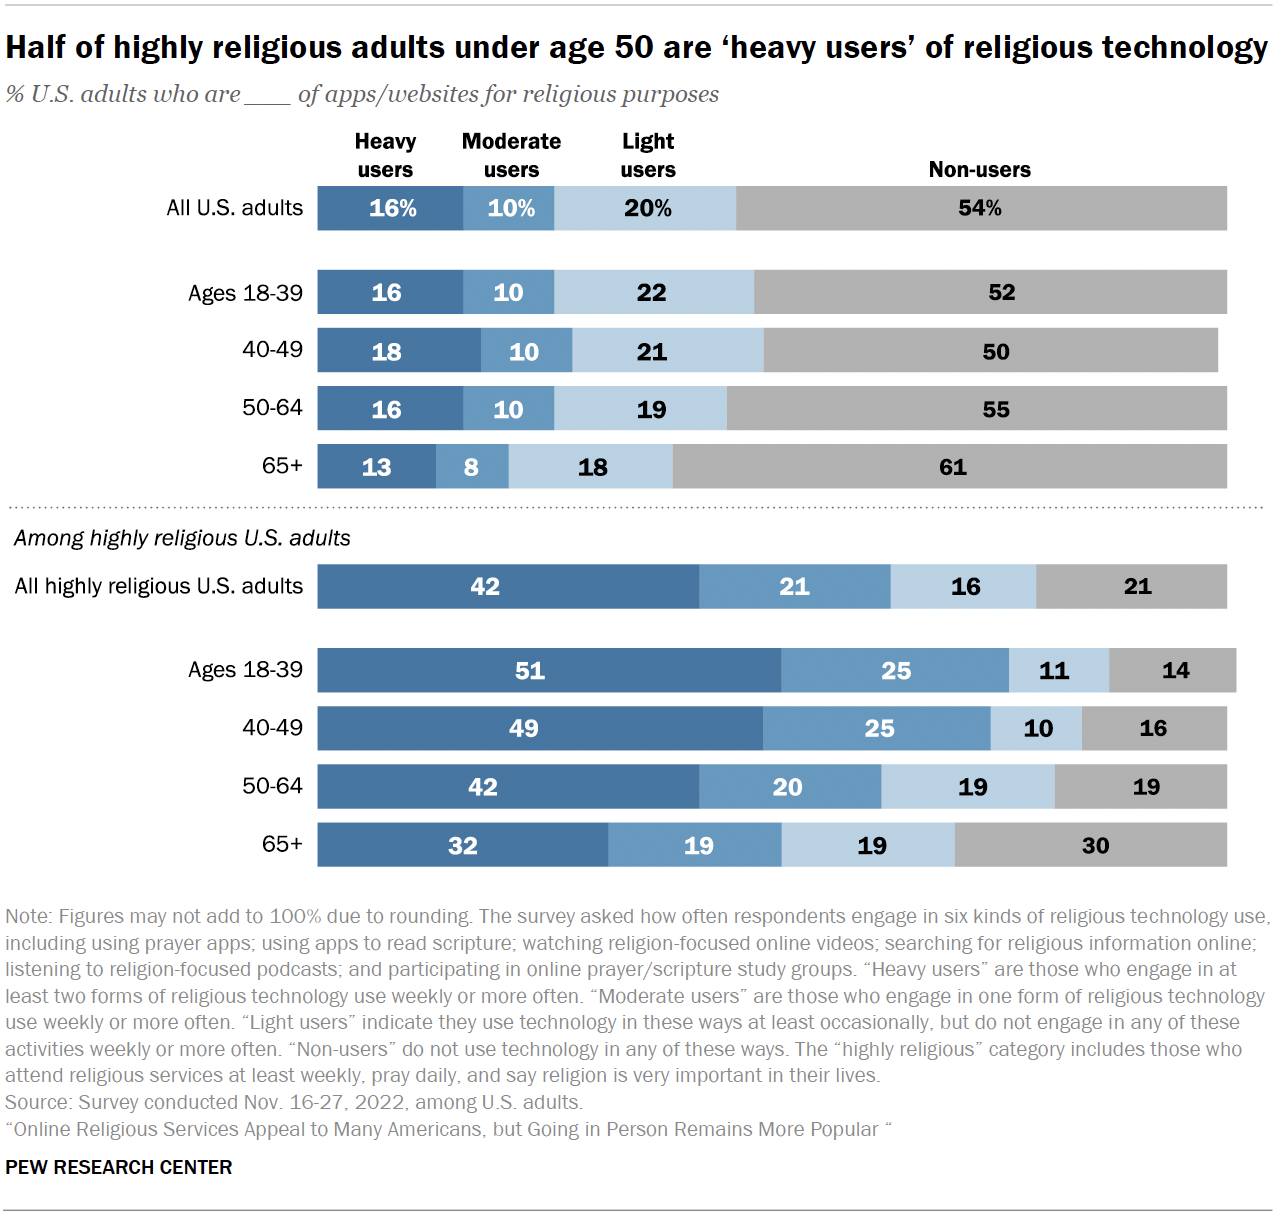 Half of highly religious adults under age 50 are ‘heavy users’ of religious technology
% U.S. adults who are ___ of apps/websites for religious purposes
Heavy users Moderate users Light users Non-users
All U.S. adults 16% 10% 20% 54%
Ages 18-39 16 10 22 52
40-49 18 10 21 50
50-64 16 10 19 55
65+ 13 8 18 61
Among highly religious U.S. adults
All highly religious U.S. adults 42 21 16 21
Ages 18-39 51 25 11 14
40-49 49 25 10 16
50-64 42 20 19 19
65+ 32 19 19 30
Note: Figures may not add to 100% due to rounding. The survey asked how often respondents engage in six kinds of religious technology use,
including using prayer apps; using apps to read scripture; watching religion-focused online videos; searching for religious information online;
listening to religion-focused podcasts; and participating in online prayer/scripture study groups. “Heavy users” are those who engage in at
least two forms of religious technology use weekly or more often. “Moderate users” are those who engage in one form of religious technology
use weekly or more often. “Light users” indicate they use technology in these ways at least occasionally, but do not engage in any of these
activities weekly or more often. “Non-users” do not use technology in any of these ways. The “highly religious” category includes those who
attend religious services at least weekly, pray daily, and say religion is very important in their lives.
Source: Survey conducted Nov. 16-27, 2022, among U.S. adults.
“Online Religious Services Appeal to Many Americans, but Going in Person Remains More Popular “
PEW RESEARCH CENTER